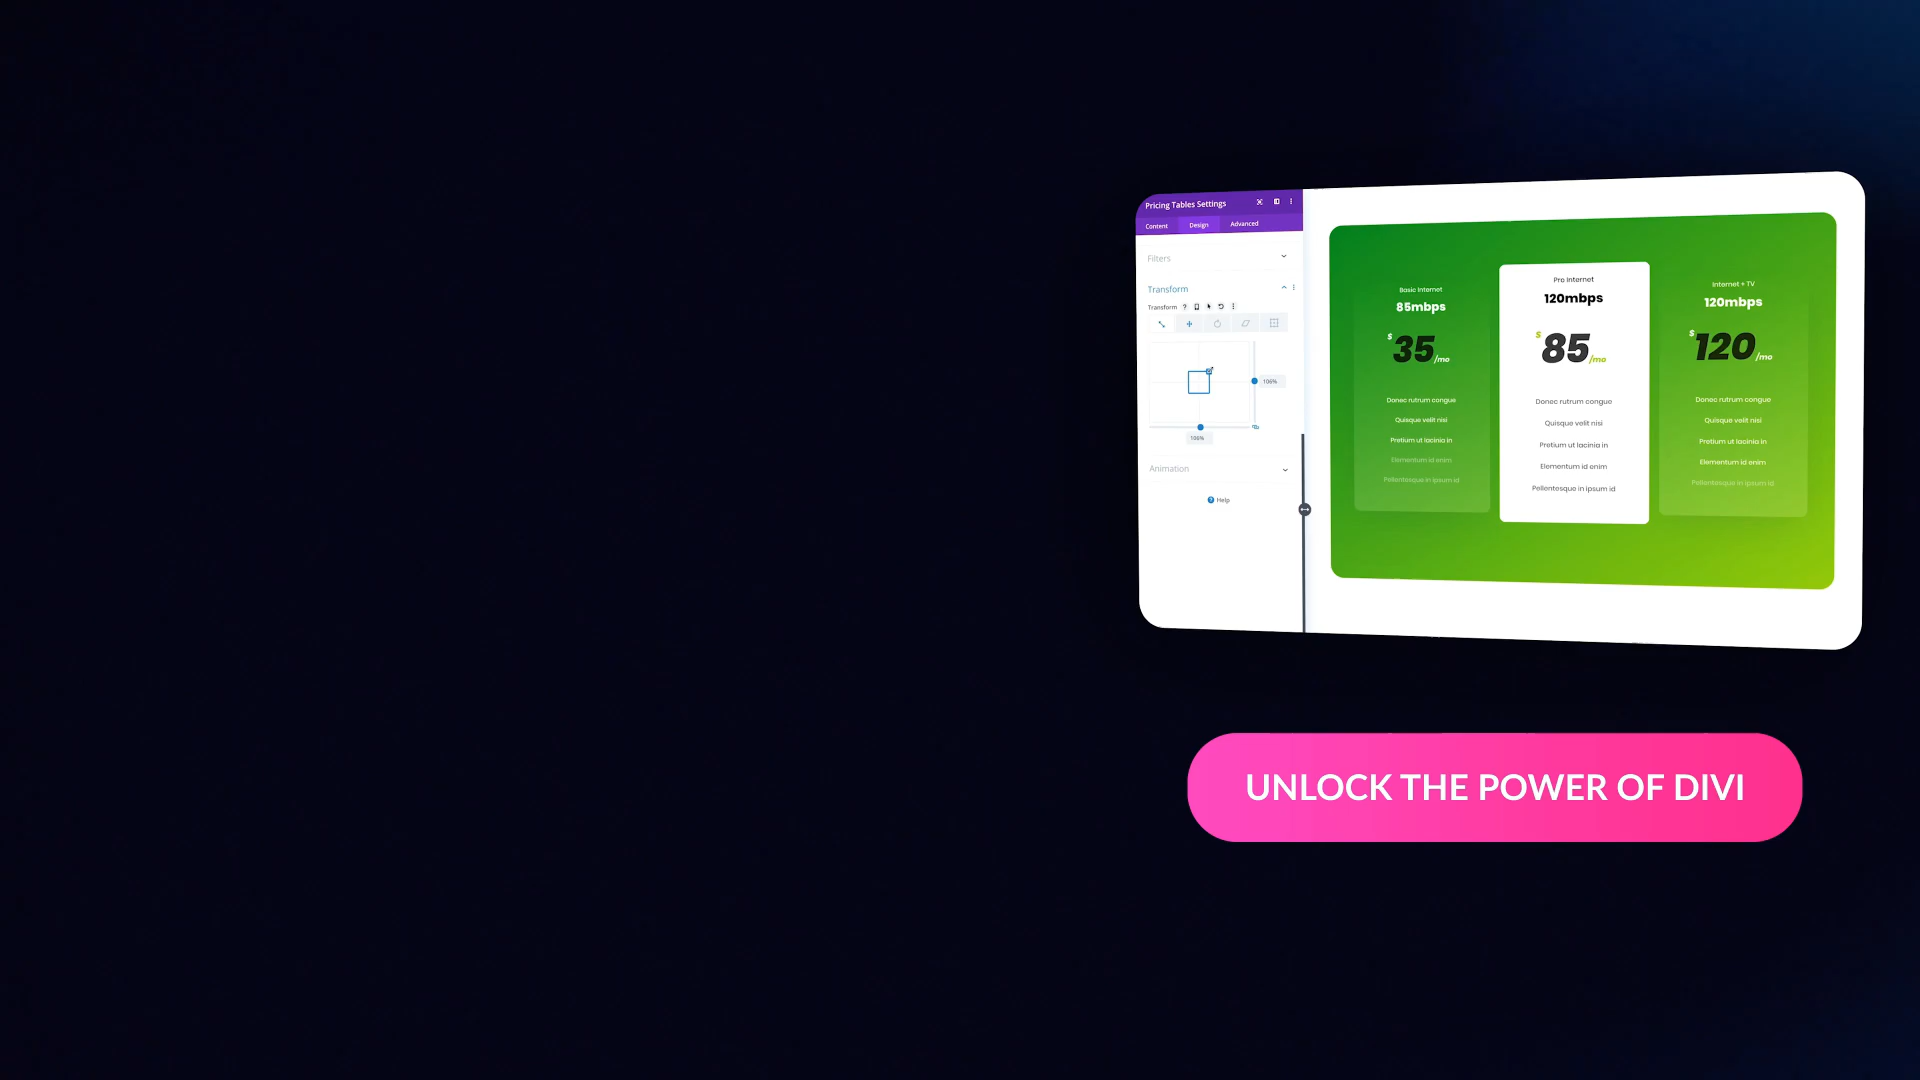 Pricing Tables Settings
Content Design Advanced
Filters
Transform
Transform ?
106%
106%
Animation
? Help
Basic Internet
85mbps
$35/mo
Donec rutrum congue
Quisque velit nisi
Pretium ut lacinia in
Elementum id enim
Pellentesque in ipsum id
Pro Internet
120mbps
$85/mo
Donec rutrum congue
Quisque velit nisi
Pretium ut lacinia in
Elementum id enim
Pellentesque in ipsum id
Internet + TV
120mbps
$120/mo
Donec rutrum congue
Quisque velit nisi
Pretium ut lacinia in
Elementum id enim
Pellentesque in ipsum id
UNLOCK THE POWER OF DIVI